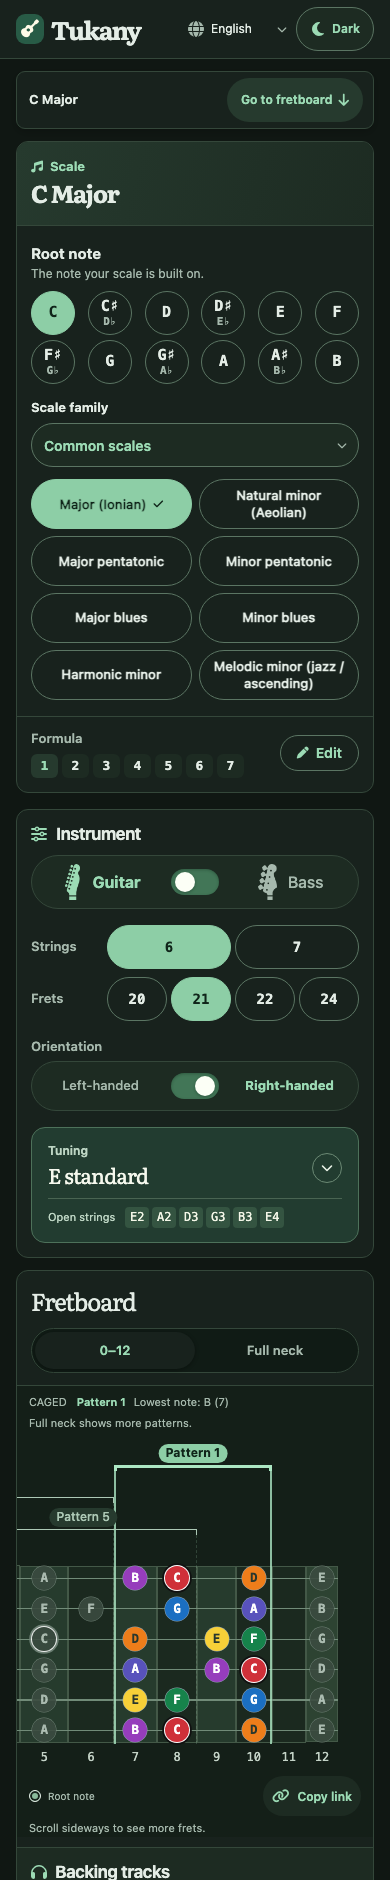 Tukany
English
Dark
C Major
Go to fretboard ↓
Scale
C Major
Root note
The note your scale is built on.
C C♯ D♭ D D♯ E♭ E F
F♯ G♭ G G♯ A♭ A A♯ B♭ B
Scale family
Common scales
Major (Ionian) ✓
Natural minor (Aeolian)
Major pentatonic
Minor pentatonic
Major blues
Minor blues
Harmonic minor
Melodic minor (jazz / ascending)
Formula
1 2 3 4 5 6 7
Edit
Instrument
Guitar
Bass
Strings 6 7
Frets 20 21 22 24
Orientation
Left-handed
Right-handed
Tuning
E standard
Open strings E2 A2 D3 G3 B3 E4
Fretboard
0–12
Full neck
CAGED Pattern 1 Lowest note: B (7)
Full neck shows more patterns.
Pattern 1
Pattern 5
A B C D E
E F G A B
C D E F G
G A B C D
D E F G A
A B C D E
5 6 7 8 9 10 11 12
Root note
Copy link
Scroll sideways to see more frets.
Backing tracks